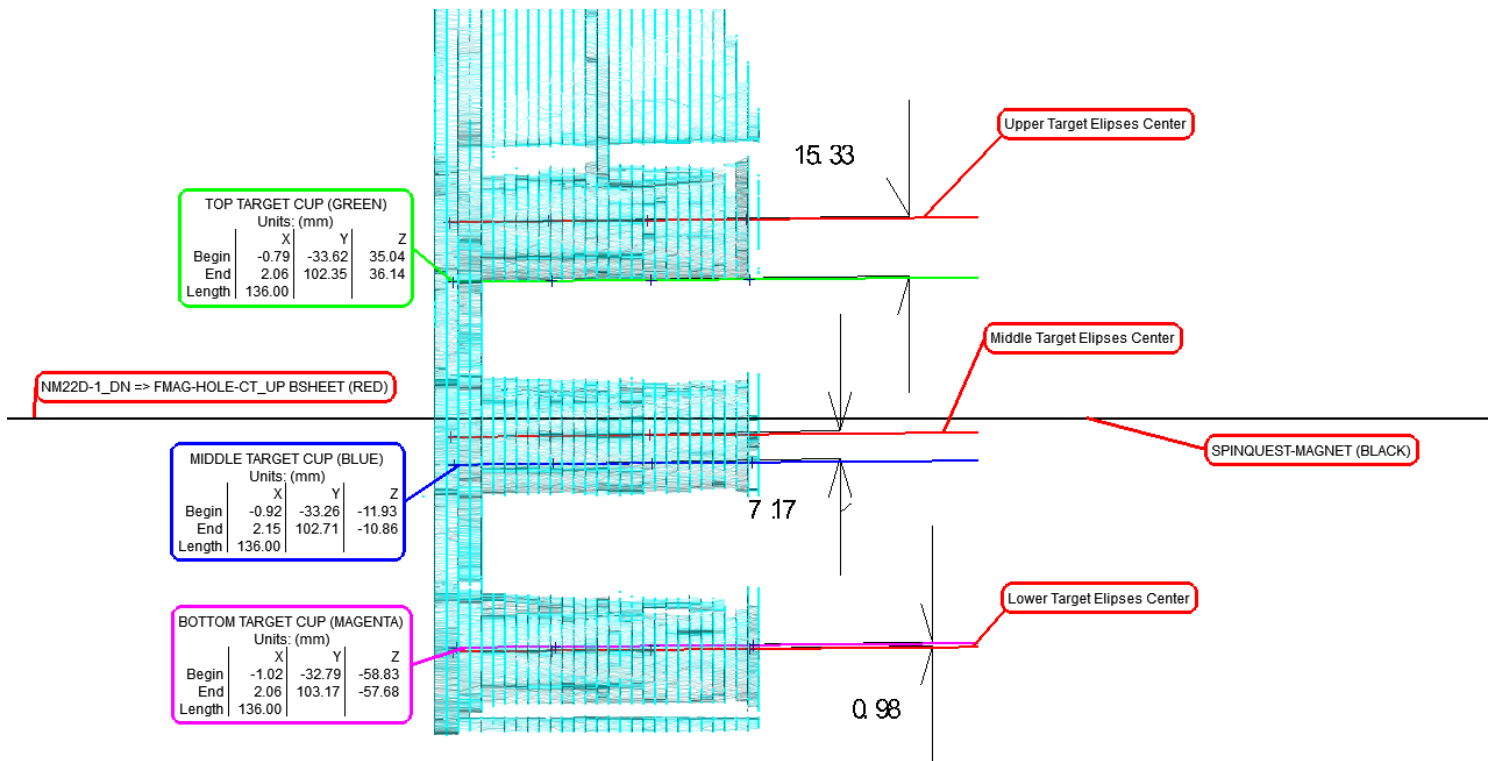 Upper Target Elipses Center
15.33
TOP TARGET CUP (GREEN)
Units: (mm)
X Y Z
Begin -0.79 -33.62 35.04
End 2.06 102.35 36.14
Length 136.00
Middle Target Elipses Center
NM22D-1_DN => FMAG-HOLE-CT_UP BSHEET (RED)
SPINQUEST-MAGNET (BLACK)
MIDDLE TARGET CUP (BLUE)
Units: (mm)
X Y Z
Begin -0.92 -33.26 -11.93
End 2.15 102.71 -10.86
Length 136.00
7.17
Lower Target Elipses Center
BOTTOM TARGET CUP (MAGENTA)
Units: (mm)
X Y Z
Begin -1.02 -32.79 -58.83
End 2.06 103.17 -57.68
Length 136.00
0.98